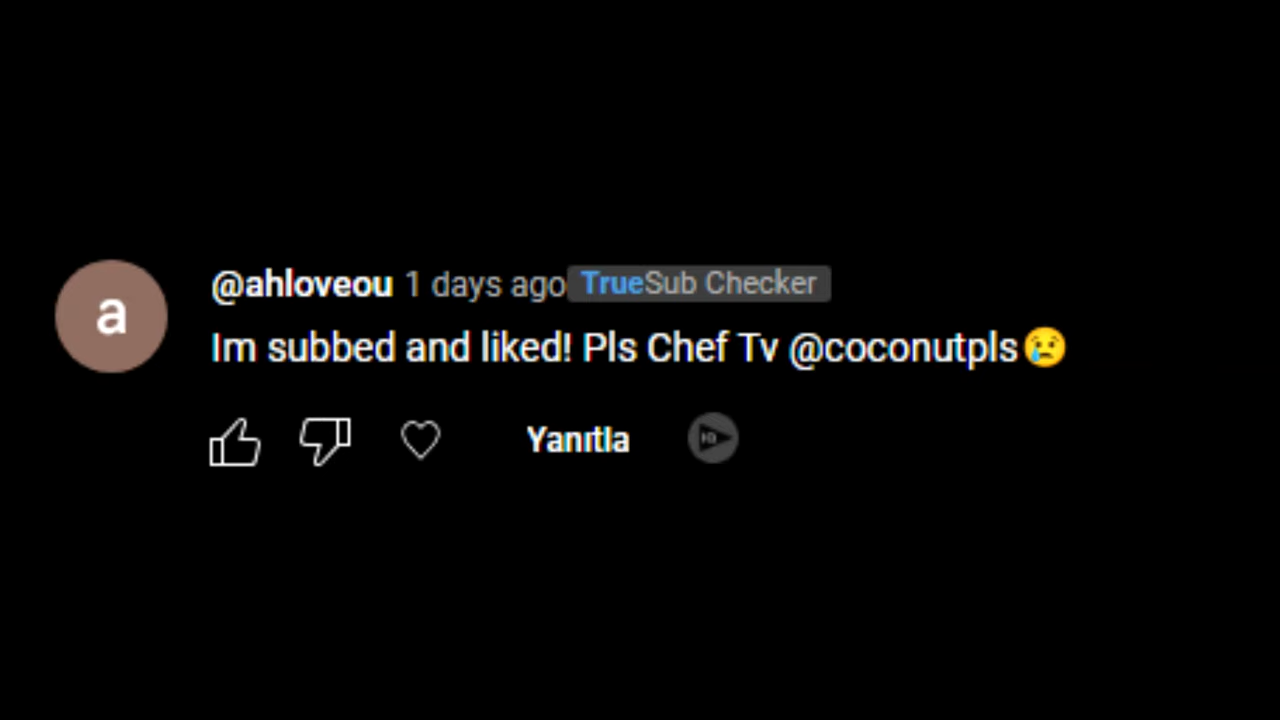 a
@ahloveou 1 days ago TrueSub Checker
Im subbed and liked! Pls Chef Tv @coconutpls😢
Yanıtla